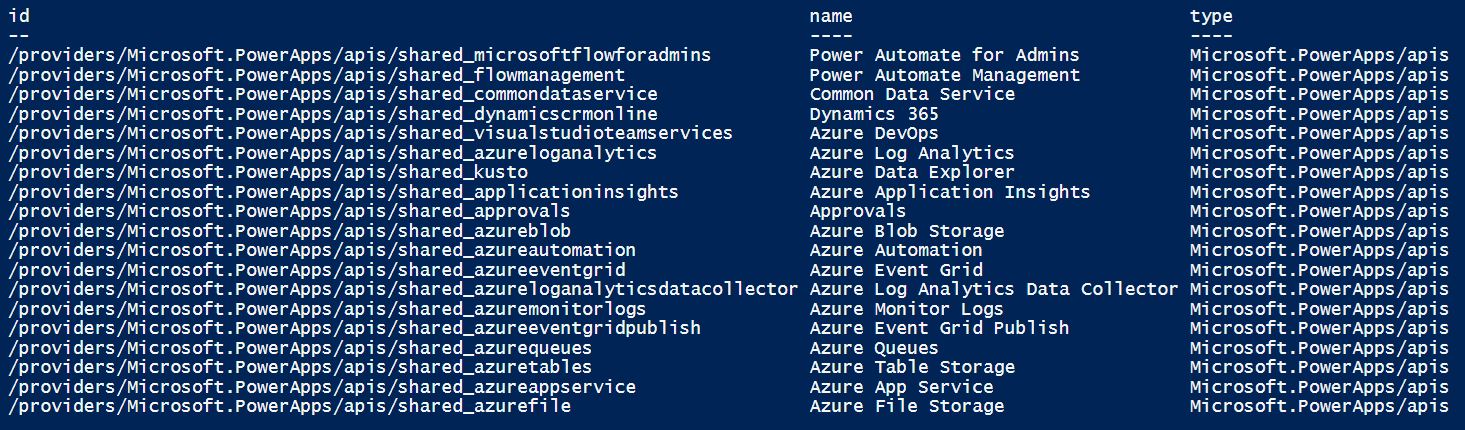 id name type
-- ---- ----
/providers/Microsoft.PowerApps/apis/shared_microsoftflowforadmins Power Automate for Admins Microsoft.PowerApps/apis
/providers/Microsoft.PowerApps/apis/shared_flowmanagement Power Automate Management Microsoft.PowerApps/apis
/providers/Microsoft.PowerApps/apis/shared_commondataservice Common Data Service Microsoft.PowerApps/apis
/providers/Microsoft.PowerApps/apis/shared_dynamicscrmonline Dynamics 365 Microsoft.PowerApps/apis
/providers/Microsoft.PowerApps/apis/shared_visualstudioteamservices Azure DevOps Microsoft.PowerApps/apis
/providers/Microsoft.PowerApps/apis/shared_azureloganalytics Azure Log Analytics Microsoft.PowerApps/apis
/providers/Microsoft.PowerApps/apis/shared_kusto Azure Data Explorer Microsoft.PowerApps/apis
/providers/Microsoft.PowerApps/apis/shared_applicationinsights Azure Application Insights Microsoft.PowerApps/apis
/providers/Microsoft.PowerApps/apis/shared_approvals Approvals Microsoft.PowerApps/apis
/providers/Microsoft.PowerApps/apis/shared_azureblob Azure Blob Storage Microsoft.PowerApps/apis
/providers/Microsoft.PowerApps/apis/shared_azureautomation Azure Automation Microsoft.PowerApps/apis
/providers/Microsoft.PowerApps/apis/shared_azureeventgrid Azure Event Grid Microsoft.PowerApps/apis
/providers/Microsoft.PowerApps/apis/shared_azureloganalyticsdatacollector Azure Log Analytics Data Collector Microsoft.PowerApps/apis
/providers/Microsoft.PowerApps/apis/shared_azuremonitorlogs Azure Monitor Logs Microsoft.PowerApps/apis
/providers/Microsoft.PowerApps/apis/shared_azureeventgridpublish Azure Event Grid Publish Microsoft.PowerApps/apis
/providers/Microsoft.PowerApps/apis/shared_azurequeues Azure Queues Microsoft.PowerApps/apis
/providers/Microsoft.PowerApps/apis/shared_azuretables Azure Table Storage Microsoft.PowerApps/apis
/providers/Microsoft.PowerApps/apis/shared_azureappservice Azure App Service Microsoft.PowerApps/apis
/providers/Microsoft.PowerApps/apis/shared_azurefile Azure File Storage Microsoft.PowerApps/apis